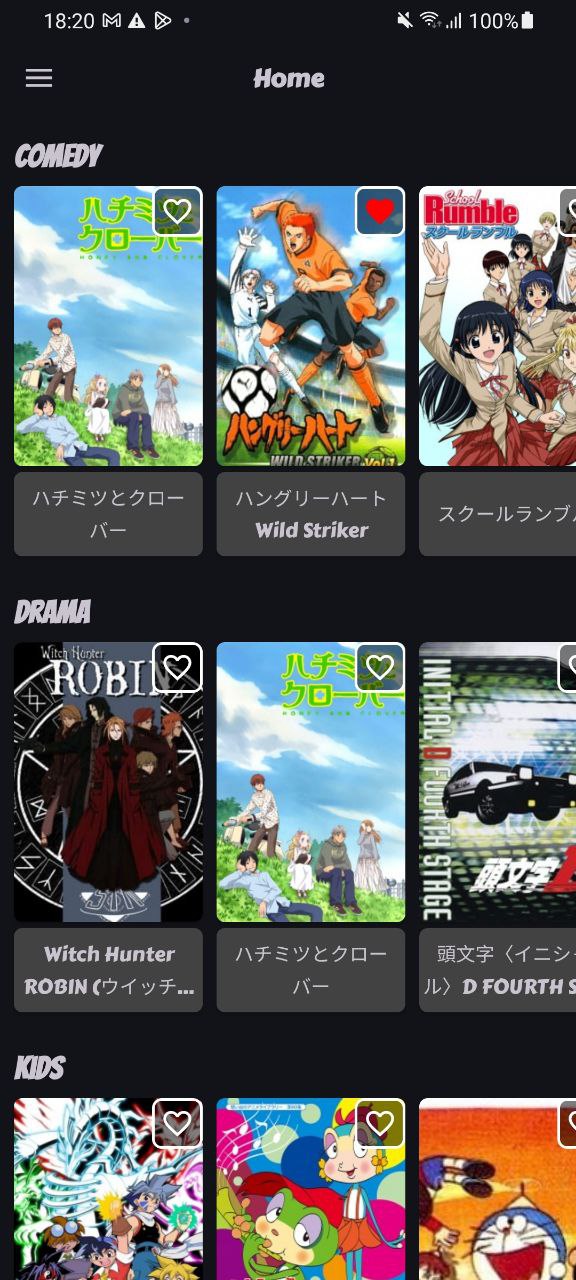 18:20
100%
Home
COMEDY
ハチミ
クローバー
HONEY AND CLOVER
ハングリーハート
WILD STRIKER Vol.1
School
Rumble
スクールランブル
ハチミツとクロー
バー
ハングリーハート
Wild Striker
スクールランブ
DRAMA
Witch Hunter
ROBIN
ハチミ
クローバー
HONEY AND CLOVER
INITIAL D FOURTH STAGE
頭文字D
Witch Hunter
ROBIN (ウイッチ...
ハチミツとクロー
バー
頭文字〈イニシ
ル〉D FOURTH S
KIDS